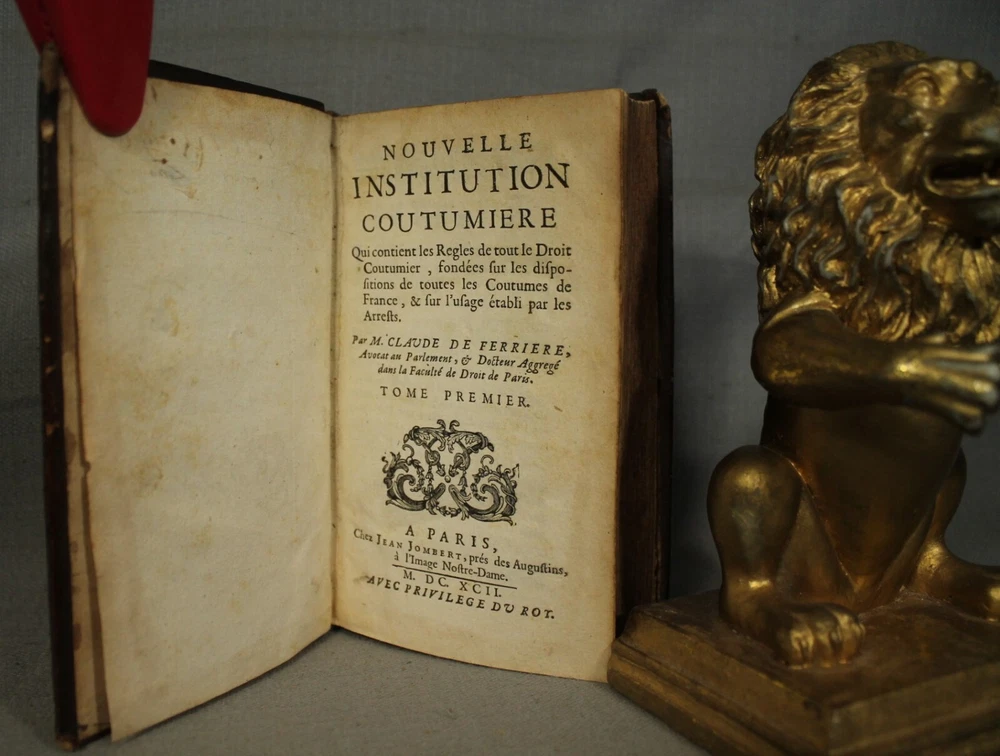 NOUVELLE
INSTITUTION
COUTUMIERE
Qui contient les Regles de tout le Droit
Coutumier, fondées ſur les diſpo-
ſitions de toutes les Coutumes de
France, & ſur l'uſage établi par les
Arreſts.
Par M. CLAUDE DE FERRIERE,
Avocat au Parlement, & Docteur Aggregé
dans la Faculté de Droit de Paris.
TOME PREMIER.
A PARIS,
Chez JEAN JOMBERT, prés des Auguſtins,
à l'Image Noſtre-Dame.
M. DC. XCII.
AVEC PRIVILEGE DU ROY.